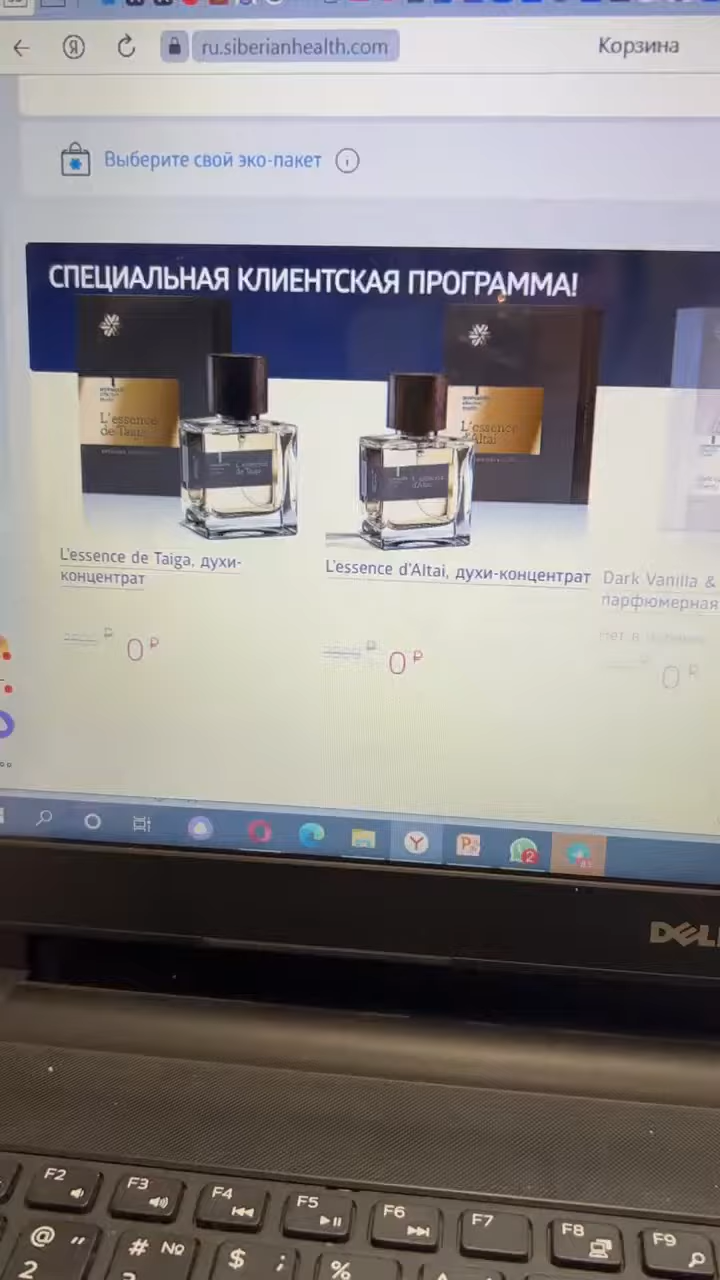 ru.siberianhealth.com
Корзина
Выберите свой эко-пакет
СПЕЦИАЛЬНАЯ КЛИЕНТСКАЯ ПРОГРАММА!
L'essence
de Taiga
L'essence
d'Altai
L'essence de Taiga, духи-
концентрат
L'essence d'Altai, духи-концентрат
Dark Vanilla &
парфюмерная
Нет в
0 ₽
0 ₽
0 ₽
DELL
F2
F3
F4
F5
F6
F7
F8
F9
@ "
2
# №
$ ;
%